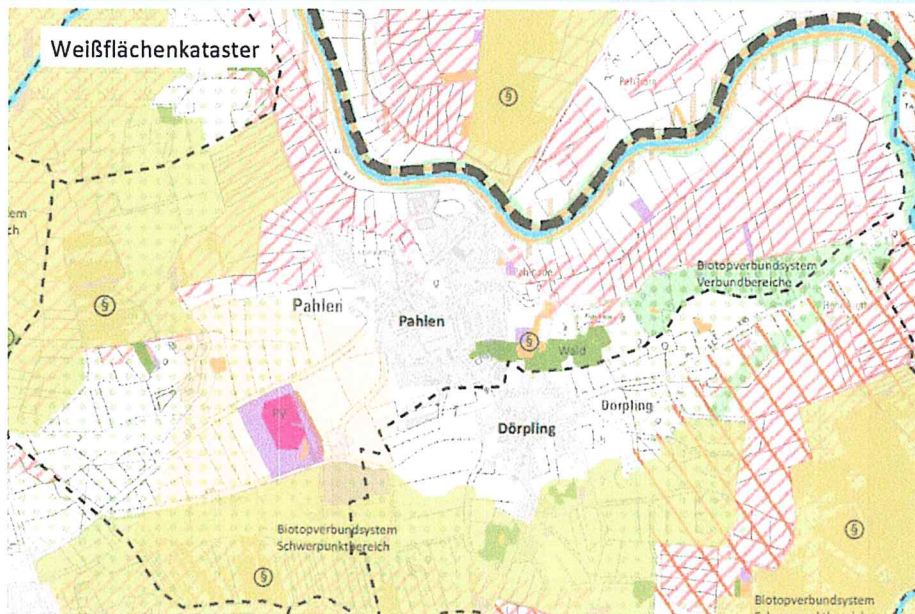 Weißflächenkataster
§
Pahlen
Pahlen
§
Wald
Biotopverbundsystem
Verbundbereiche
§
Dörpling
Dörpling
PV
Biotopverbundsystem
Schwerpunktbereich
§
§
Biotopverbundsystem